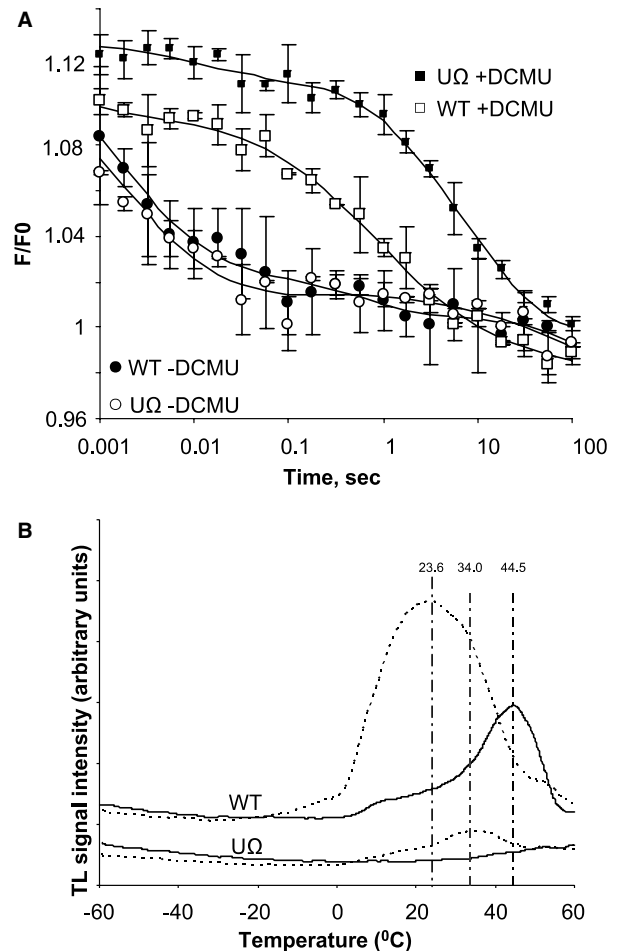 A
1.12
1.08
1.04
1
0.96
F/F0
UΩ +DCMU
WT +DCMU
WT -DCMU
UΩ -DCMU
0.001 0.01 0.1 1 10 100
Time, sec
B
TL signal intensity (arbitrary units)
23.6 34.0 44.5
WT
UΩ
-60 -40 -20 0 20 40 60
Temperature (⁰C)